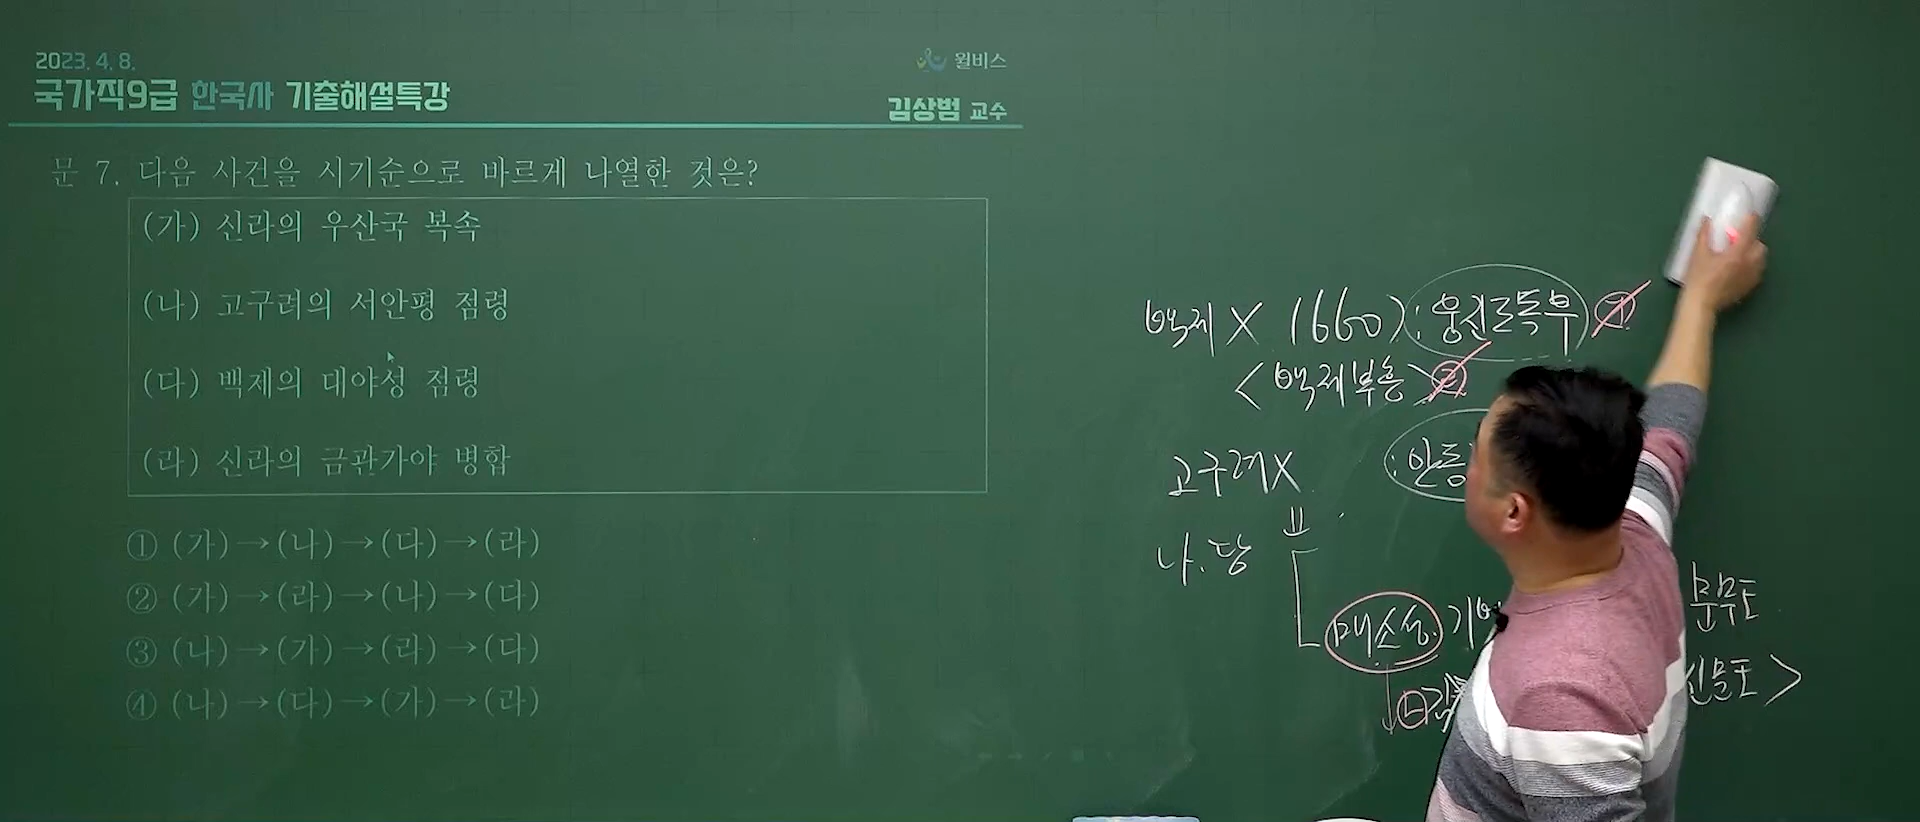 2023. 4. 8.
국가직9급 한국사 기출해설특강
윌비스
김상범 교수
문 7. 다음 사건을 시기순으로 바르게 나열한 것은?
(가) 신라의 우산국 복속
(나) 고구려의 서안평 점령
(다) 백제의 대야성 점령
(라) 신라의 금관가야 병합
① (가)→(나)→(다)→(라)
② (가)→(라)→(나)→(다)
③ (나)→(가)→(라)→(다)
④ (나)→(다)→(가)→(라)
백제 X (660) : 웅진도독부 ㄱ
< 백제부흥 > ㄹ
고구려 X : 안동
나.당
매소성. 기벌
ㄴ